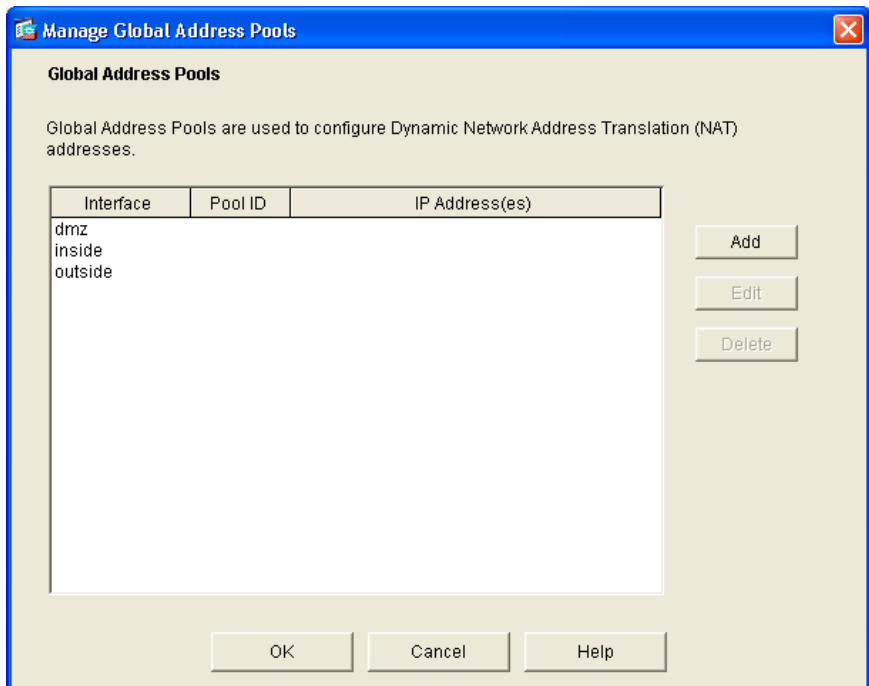 Manage Global Address Pools
Global Address Pools
Global Address Pools are used to configure Dynamic Network Address Translation (NAT)
addresses.
Interface Pool ID IP Address(es)
dmz
inside
outside
Add
Edit
Delete
OK Cancel Help